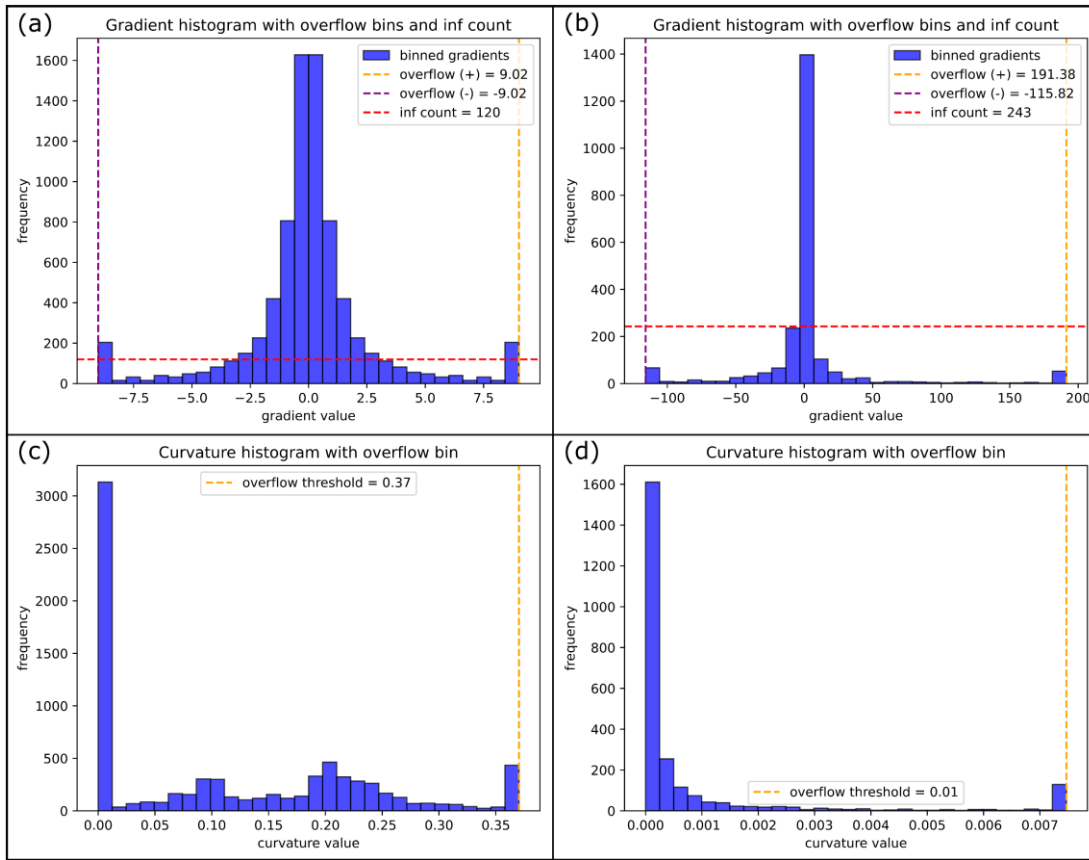 (a)
Gradient histogram with overflow bins and inf count
binned gradients
overflow (+) = 9.02
overflow (-) = -9.02
inf count = 120
1600
1400
1200
1000
800
600
400
200
0
frequency
−7.5
−5.0
−2.5
0.0
2.5
5.0
7.5
gradient value
(b)
Gradient histogram with overflow bins and inf count
binned gradients
overflow (+) = 191.38
overflow (-) = -115.82
inf count = 243
1400
1200
1000
800
600
400
200
0
frequency
−100
−50
0
50
100
150
200
gradient value
(c)
Curvature histogram with overflow bin
overflow threshold = 0.37
3000
2500
2000
1500
1000
500
0
frequency
0.00
0.05
0.10
0.15
0.20
0.25
0.30
0.35
curvature value
(d)
Curvature histogram with overflow bin
1600
1400
1200
1000
800
600
400
200
0
frequency
overflow threshold = 0.01
0.000
0.001
0.002
0.003
0.004
0.005
0.006
0.007
curvature value